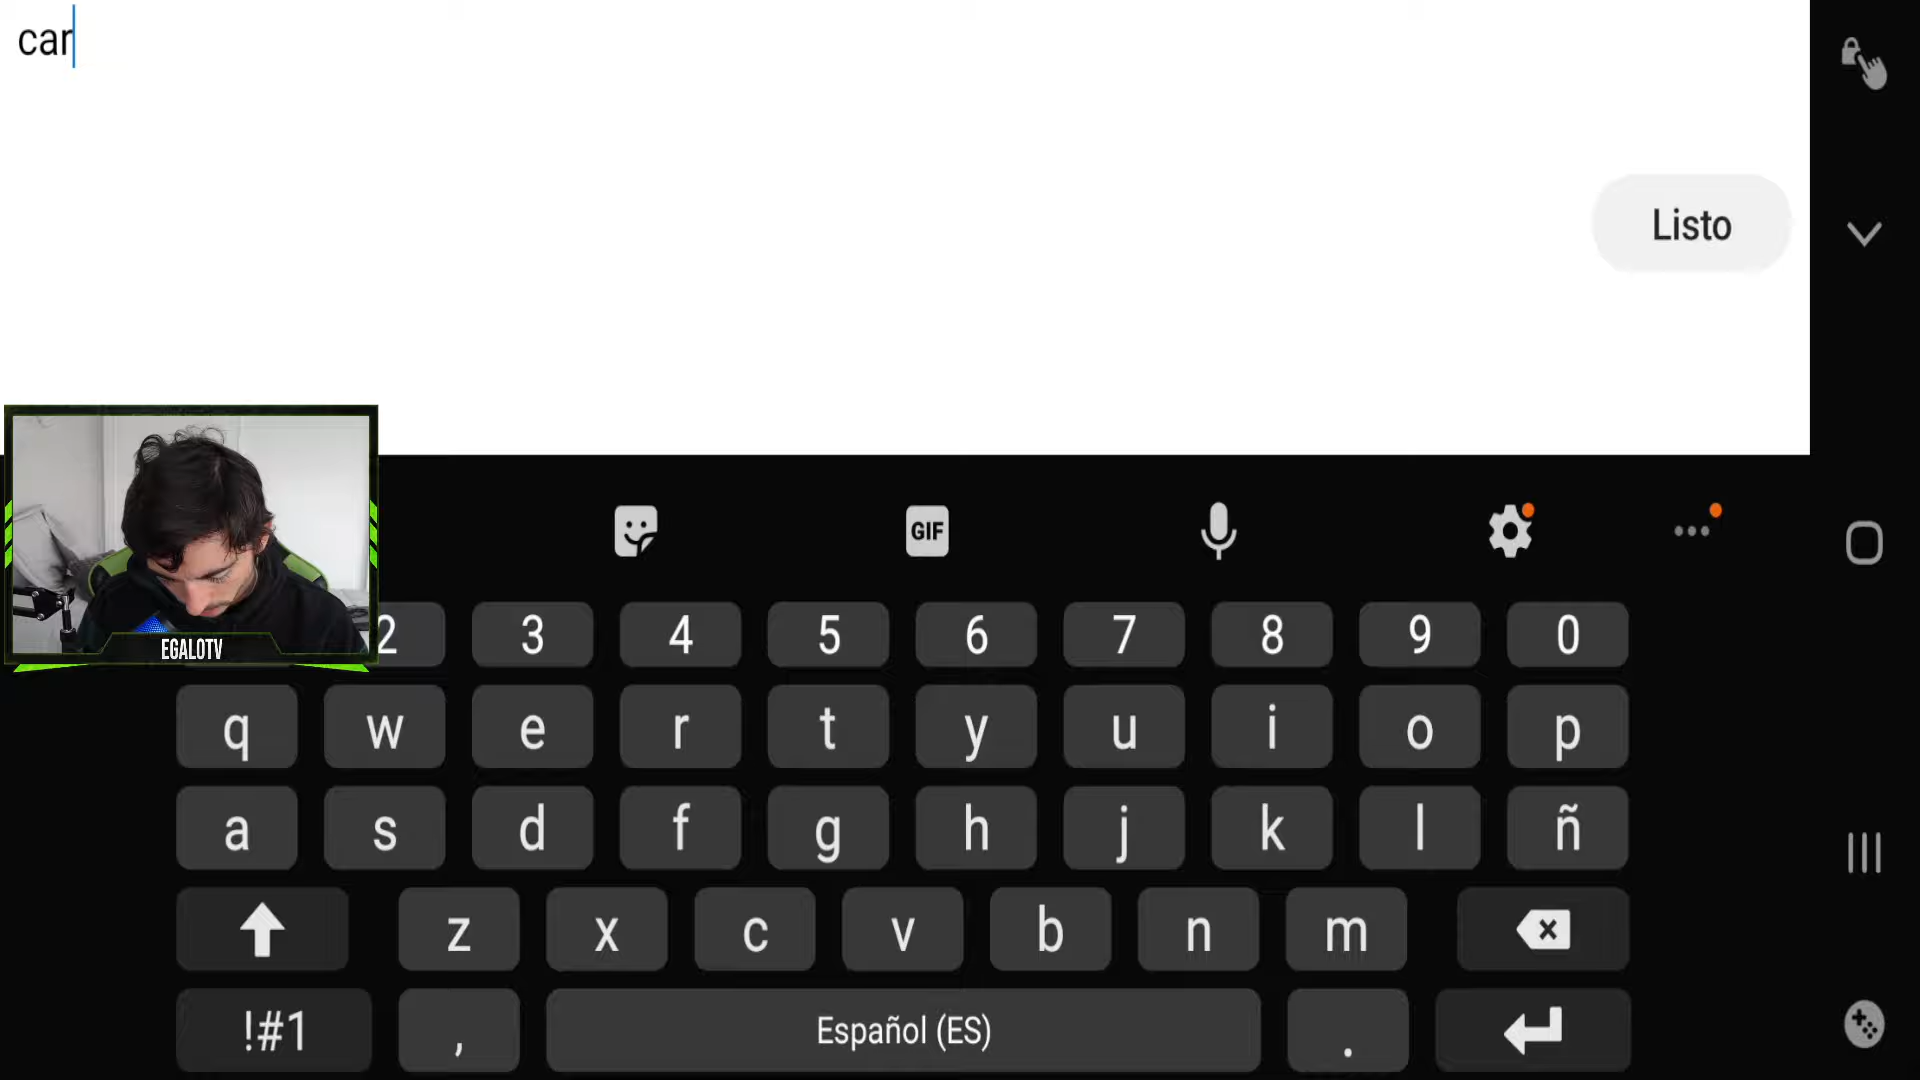 car
Listo
GIF
EGALOTV
2 3 4 5 6 7 8 9 0
q w e r t y u i o p
a s d f g h j k l ñ
z x c v b n m
!#1 , Español (ES) .